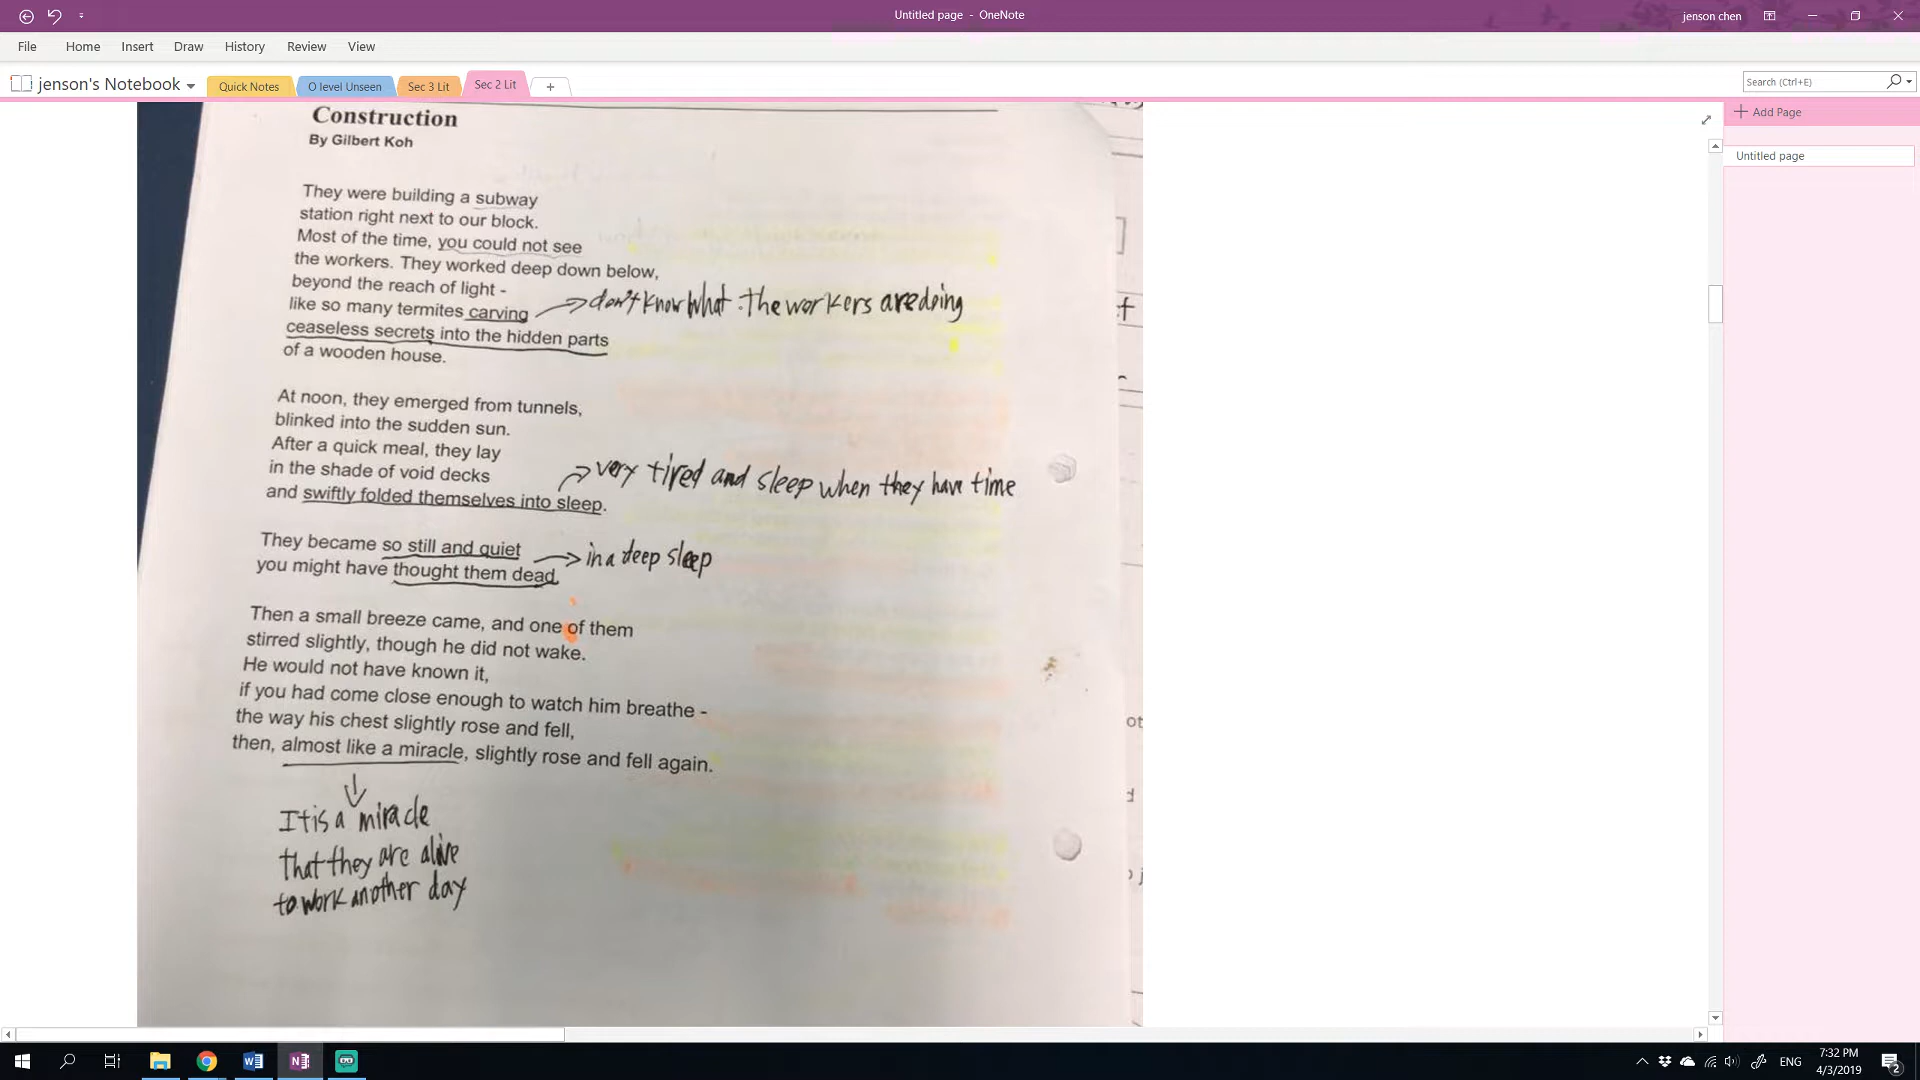 Untitled page - OneNote
jenson chen
File Home Insert Draw History Review View
jenson's Notebook Quick Notes O level Unseen Sec 3 Lit Sec 2 Lit +
Search (Ctrl+E)
Add Page
Untitled page
Construction
By Gilbert Koh
They were building a subway
station right next to our block.
Most of the time, you could not see
the workers. They worked deep down below,
beyond the reach of light -
like so many termites carving
don't know what the workers are doing
ceaseless secrets into the hidden parts
of a wooden house.
At noon, they emerged from tunnels,
blinked into the sudden sun.
After a quick meal, they lay
in the shade of void decks
and swiftly folded themselves into sleep.
very tired and sleep when they have time
They became so still and quiet
you might have thought them dead
in a deep sleep
Then a small breeze came, and one of them
stirred slightly, though he did not wake.
He would not have known it,
if you had come close enough to watch him breathe -
the way his chest slightly rose and fell,
then, almost like a miracle, slightly rose and fell again.
It is a miracle
that they are alive
to work another day
ENG
7:32 PM
4/3/2019
2